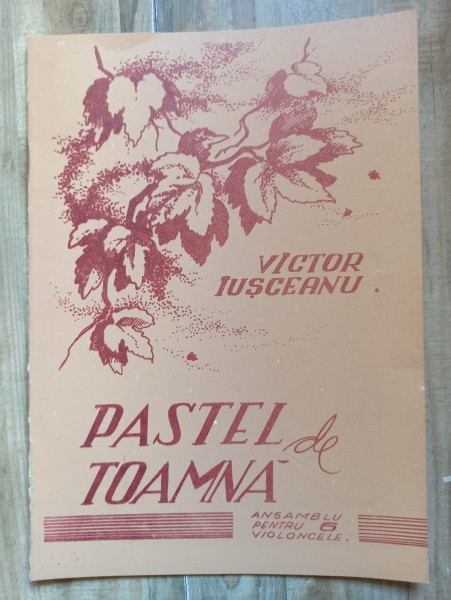 VICTOR
IUȘCEANU.
PASTEL de
TOAMNĂ
ANSAMBLU
PENTRU 6
VIOLONCELE.